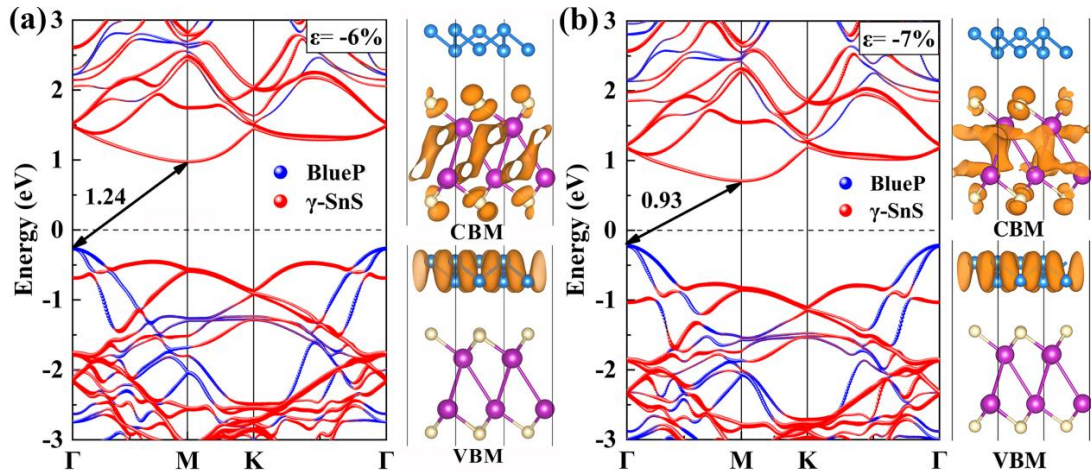 (a)
ε= -6%
Energy (eV)
3
2
1
0
-1
-2
-3
1.24
BlueP
γ-SnS
Γ
M
K
Γ
CBM
VBM
(b)
ε= -7%
Energy (eV)
3
2
1
0
-1
-2
-3
0.93
BlueP
γ-SnS
Γ
M
K
Γ
CBM
VBM